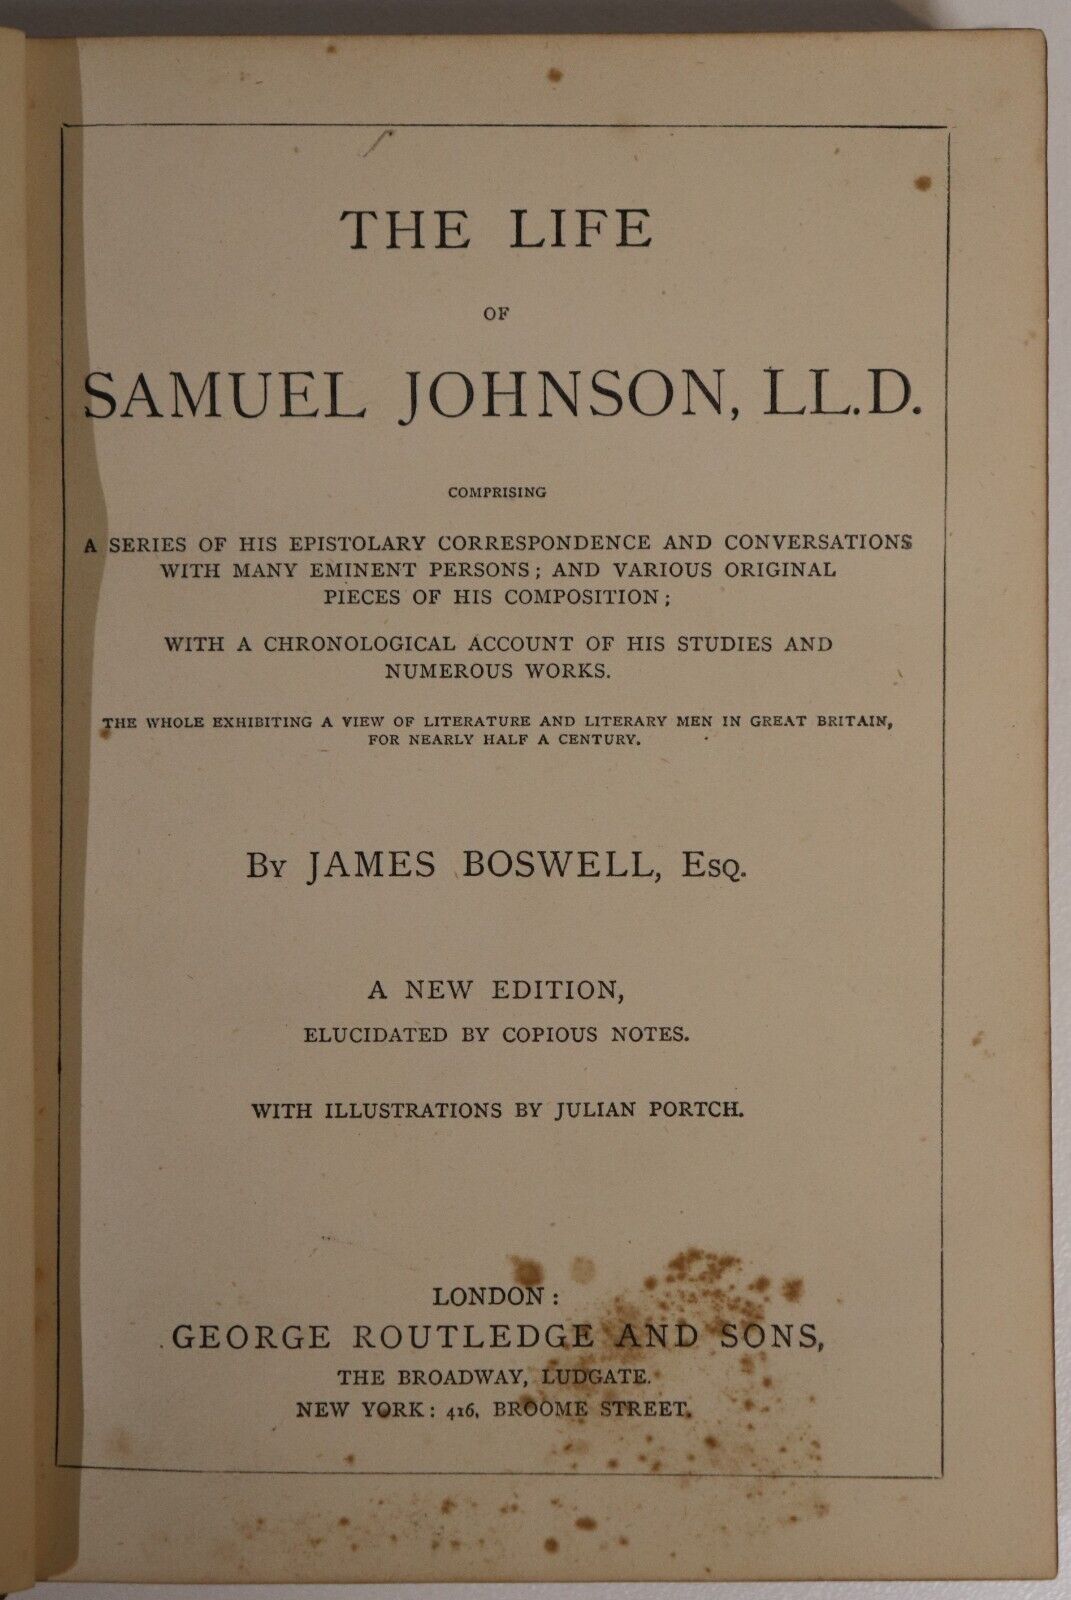 THE LIFE
OF
SAMUEL JOHNSON, LL.D.
COMPRISING
A SERIES OF HIS EPISTOLARY CORRESPONDENCE AND CONVERSATIONS
WITH MANY EMINENT PERSONS; AND VARIOUS ORIGINAL
PIECES OF HIS COMPOSITION;
WITH A CHRONOLOGICAL ACCOUNT OF HIS STUDIES AND
NUMEROUS WORKS.
THE WHOLE EXHIBITING A VIEW OF LITERATURE AND LITERARY MEN IN GREAT BRITAIN,
FOR NEARLY HALF A CENTURY.
BY JAMES BOSWELL, ESQ.
A NEW EDITION,
ELUCIDATED BY COPIOUS NOTES.
WITH ILLUSTRATIONS BY JULIAN PORTCH.
LONDON:
GEORGE ROUTLEDGE AND SONS,
THE BROADWAY, LUDGATE.
NEW YORK: 416, BROOME STREET.